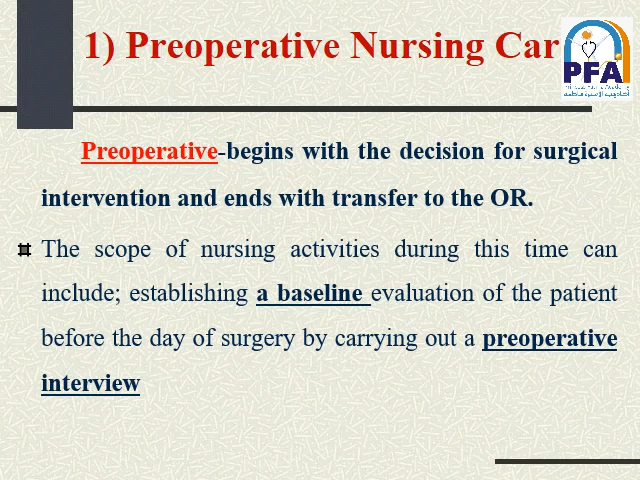 1) Preoperative Nursing Car
PFA
Preoperative-begins with the decision for surgical
intervention and ends with transfer to the OR.
The scope of nursing activities during this time can
include; establishing a baseline evaluation of the patient
before the day of surgery by carrying out a preoperative
interview